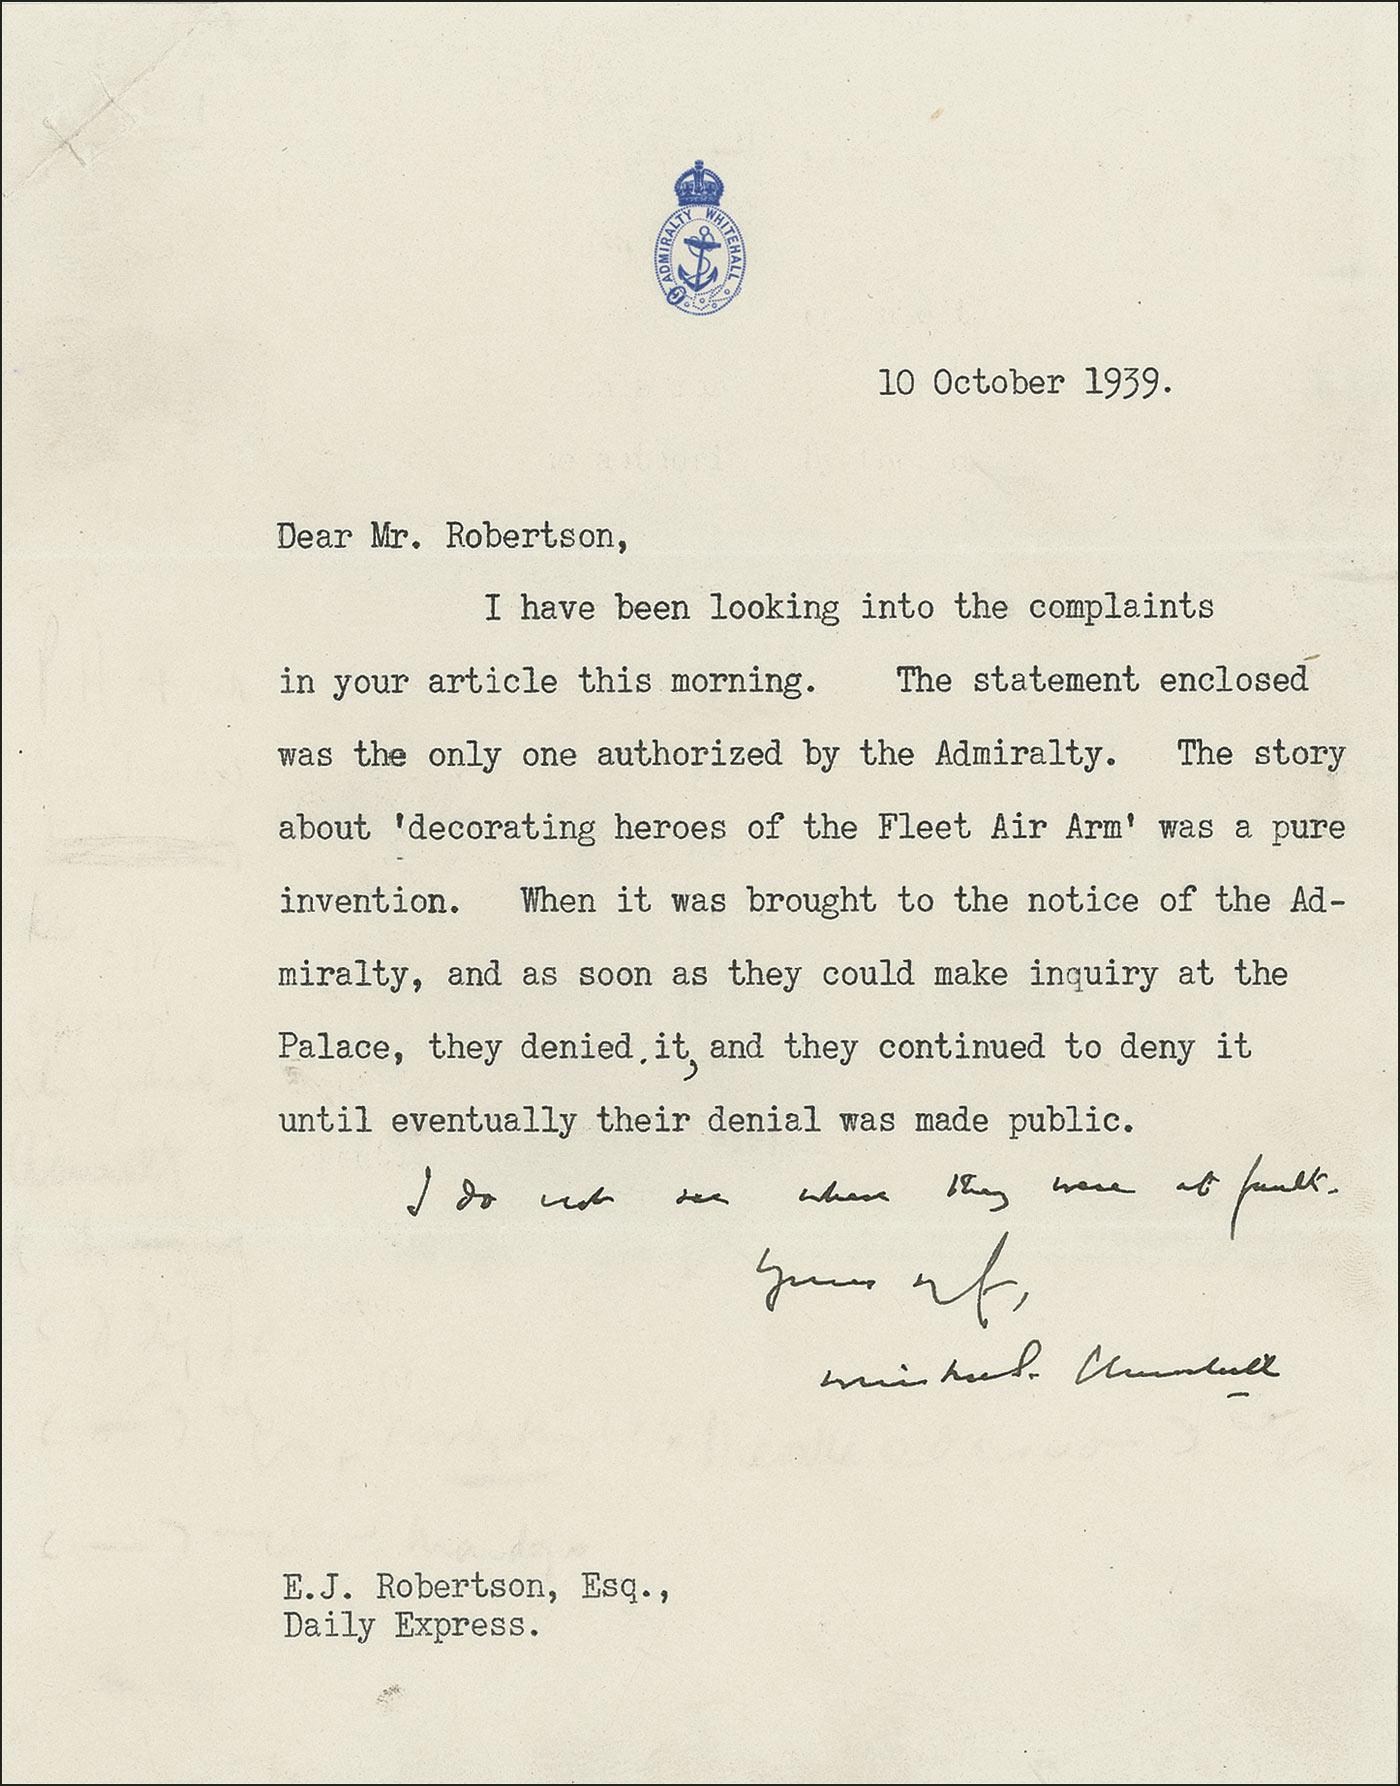 ADMIRALTY WHITEHALL
10 October 1939.
Dear Mr. Robertson,
I have been looking into the complaints
in your article this morning. The statement enclosed
was the only one authorized by the Admiralty. The story
about 'decorating heroes of the Fleet Air Arm' was a pure
invention. When it was brought to the notice of the Ad-
miralty, and as soon as they could make inquiry at the
Palace, they denied it, and they continued to deny it
until eventually their denial was made public.
I do not see where they were at fault.
Yours
Winston S. Churchill
E.J. Robertson, Esq.,
Daily Express.